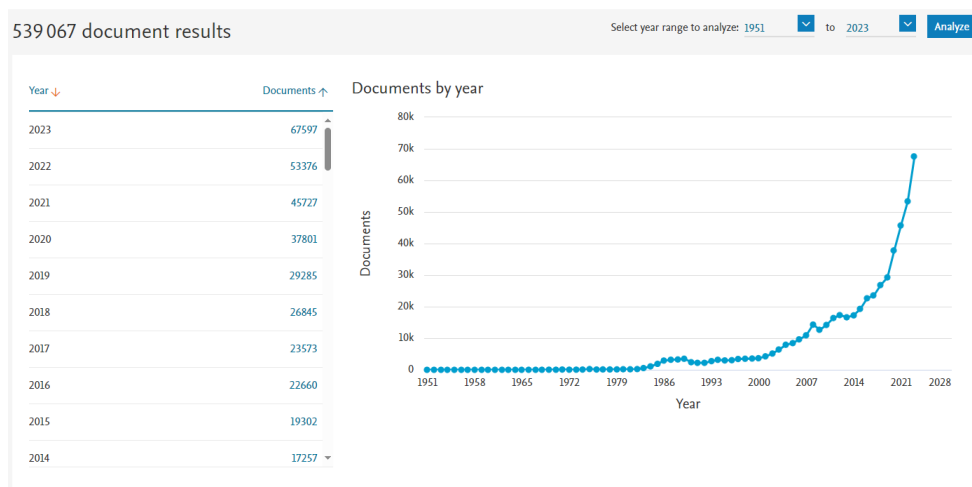 539 067 document results
Select year range to analyze: 1951 to 2023 Analyze
Year Documents
2023 67597
2022 53376
2021 45727
2020 37801
2019 29285
2018 26845
2017 23573
2016 22660
2015 19302
2014 17257
Documents by year
80k
70k
60k
50k
40k
30k
20k
10k
0
Documents
1951 1958 1965 1972 1979 1986 1993 2000 2007 2014 2021 2028
Year